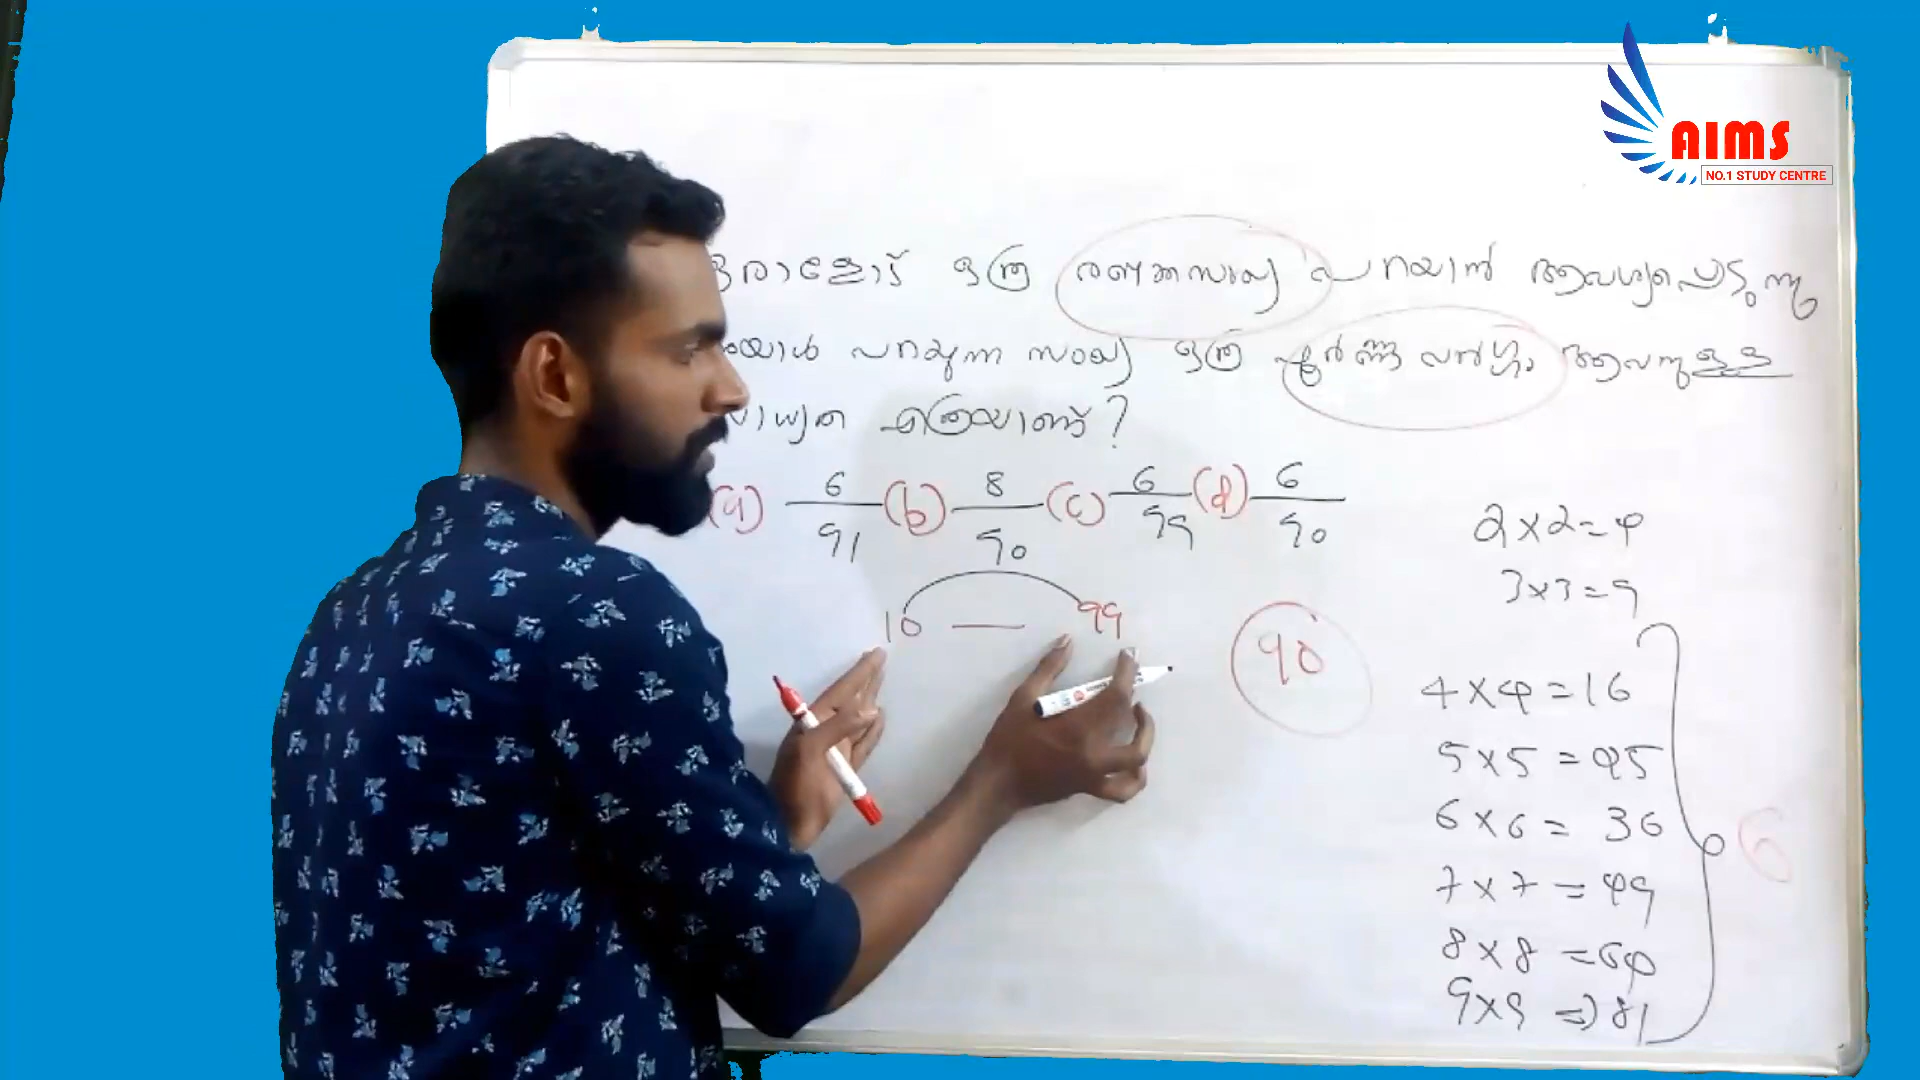 AIMS
NO.1 STUDY CENTRE
ഒരാളോട് ഒരു രണ്ടക്കസംഖ്യ പറയാൻ ആവശ്യപ്പെടുന്നു
അയാൾ പറയുന്ന സംഖ്യ ഒരു പൂർണ്ണ വർഗ്ഗം ആവാനുള്ള
സാധ്യത എത്രയാണ്?
(a) 6/91 (b) 8/90 (c) 6/99 (d) 6/90
10 — 99
90
2×2=4
3×3=9
4×4=16
5×5=25
6×6=36
7×7=49
8×8=64
9×9=>81
6